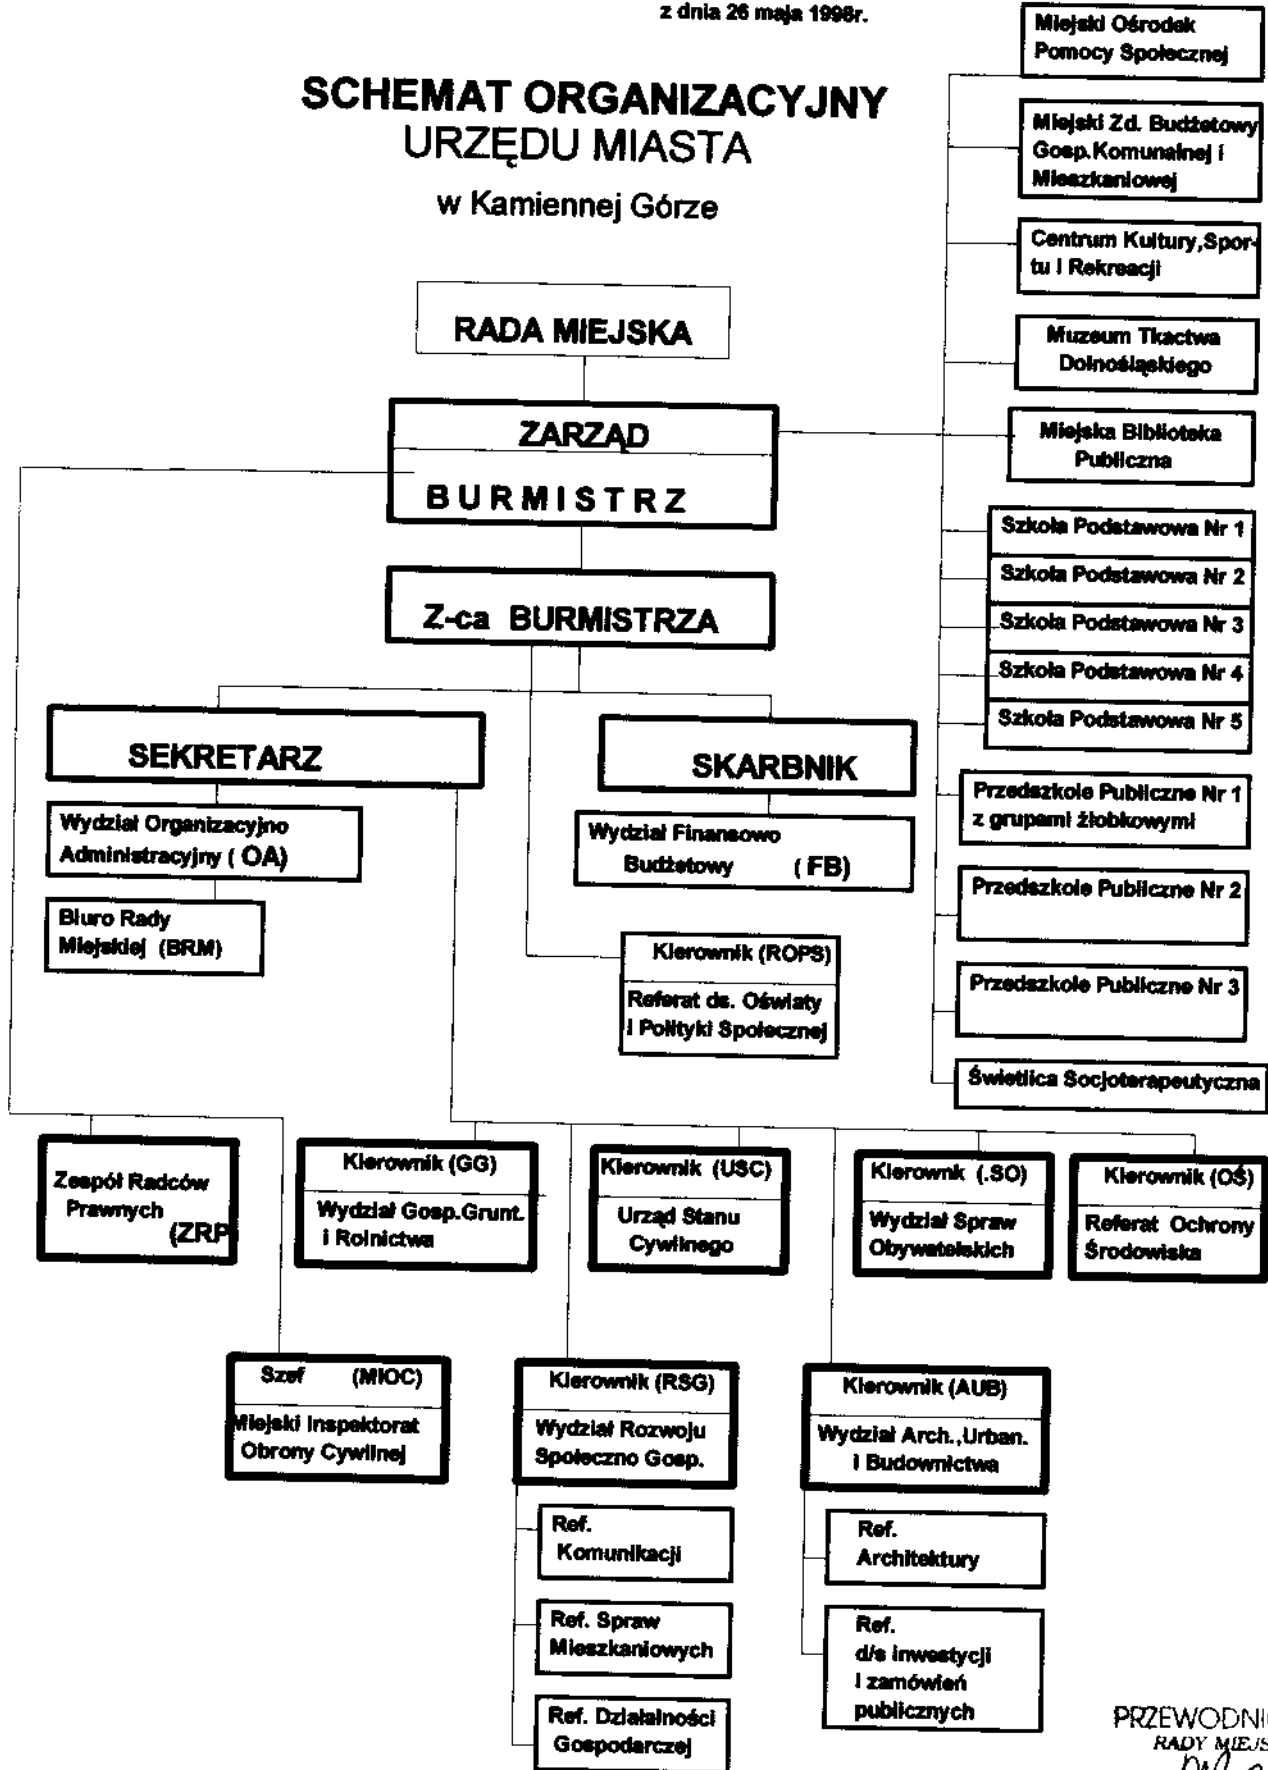 z dnia 26 maja 1998r.
SCHEMAT ORGANIZACYJNY
URZĘDU MIASTA
w Kamiennej Górze
RADA MIEJSKA
ZARZĄD
BURMISTRZ
Z-ca BURMISTRZA
SEKRETARZ
SKARBNIK
Wydział Organizacyjno
Administracyjny ( OA)
Biuro Rady
Miejskiej (BRM)
Wydział Finansowo
Budżetowy ( FB)
Kierownik (ROPS)
Referat ds. Oświaty
i Polityki Społecznej
Miejski Ośrodek
Pomocy Społecznej
Miejski Zd. Budżetowy
Gosp.Komunalnej i
Mieszkaniowej
Centrum Kultury,Spor-
tu i Rekreacji
Muzeum Tkactwa
Dolnośląskiego
Miejska Biblioteka
Publiczna
Szkoła Podstawowa Nr 1
Szkoła Podstawowa Nr 2
Szkoła Podstawowa Nr 3
Szkoła Podstawowa Nr 4
Szkoła Podstawowa Nr 5
Przedszkole Publiczne Nr 1
z grupami żłobkowymi
Przedszkole Publiczne Nr 2
Przedszkole Publiczne Nr 3
Świetlica Socjoterapeutyczna
Zespół Radców
Prawnych
(ZRP
Kierownik (GG)
Wydział Gosp.Grunt.
i Rolnictwa
Kierownik (USC)
Urząd Stanu
Cywilnego
Kierownk (.SO)
Wydział Spraw
Obywatelskich
Kierownik (OŚ)
Referat Ochrony
Środowiska
Szef (MIOC)
Miejski Inspektorat
Obrony Cywilnej
Kierownik (RSG)
Wydział Rozwoju
Społeczno Gosp.
Kierownik (AUB)
Wydział Arch.,Urban.
i Budownictwa
Ref.
Komunikacji
Ref. Spraw
Mieszkaniowych
Ref. Działalności
Gospodarczej
Ref.
Architektury
Ref.
d/s inwestycji
i zamówień
publicznych
PRZEWODNI
RADY MIEJS